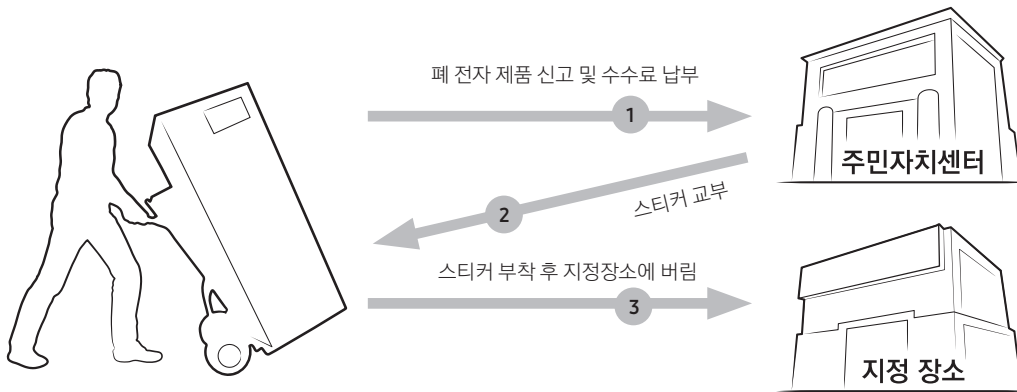 폐 전자 제품 신고 및 수수료 납부
1
주민자치센터
2
스티커 교부
스티커 부착 후 지정장소에 버림
3
지정 장소